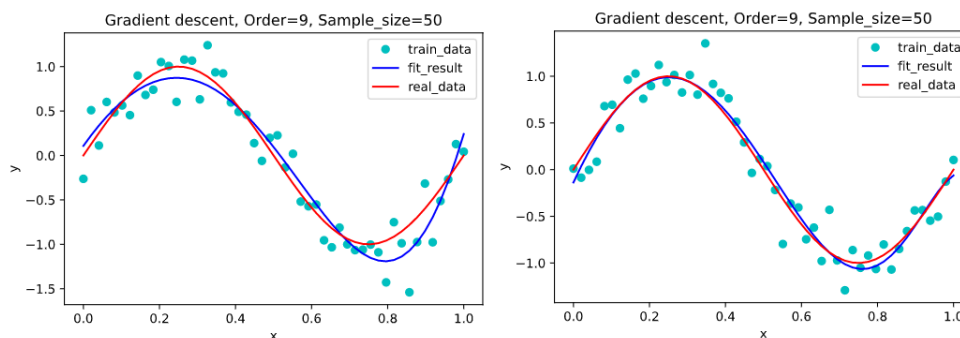 Gradient descent, Order=9, Sample_size=50
train_data
fit_result
real_data
1.0
0.5
0.0
−0.5
−1.0
−1.5
y
0.0 0.2 0.4 0.6 0.8 1.0
x
Gradient descent, Order=9, Sample_size=50
train_data
fit_result
real_data
1.0
0.5
0.0
−0.5
−1.0
y
0.0 0.2 0.4 0.6 0.8 1.0
x